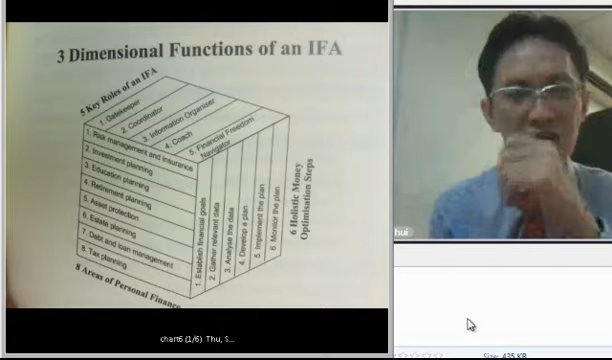 3 Dimensional Functions of an IFA
5 Key Roles of an IFA
1. Gatekeeper
2. Coordinator
3. Information Organiser
4. Coach
5. Financial Freedom
Navigator
1. Risk management and insurance
2. Investment planning
3. Education planning
4. Retirement planning
5. Asset protection
6. Estate planning
7. Debt and loan management
8. Tax planning
8 Areas of Personal Finance
1. Establish financial goals
2. Gather relevant data
3. Analyse the data
4. Develop a plan
5. Implement the plan
6. Monitor the plan
6 Holistic Money
Optimisation Steps
hui
chart6 (1/6) Thu, S...
Size: 435 KB